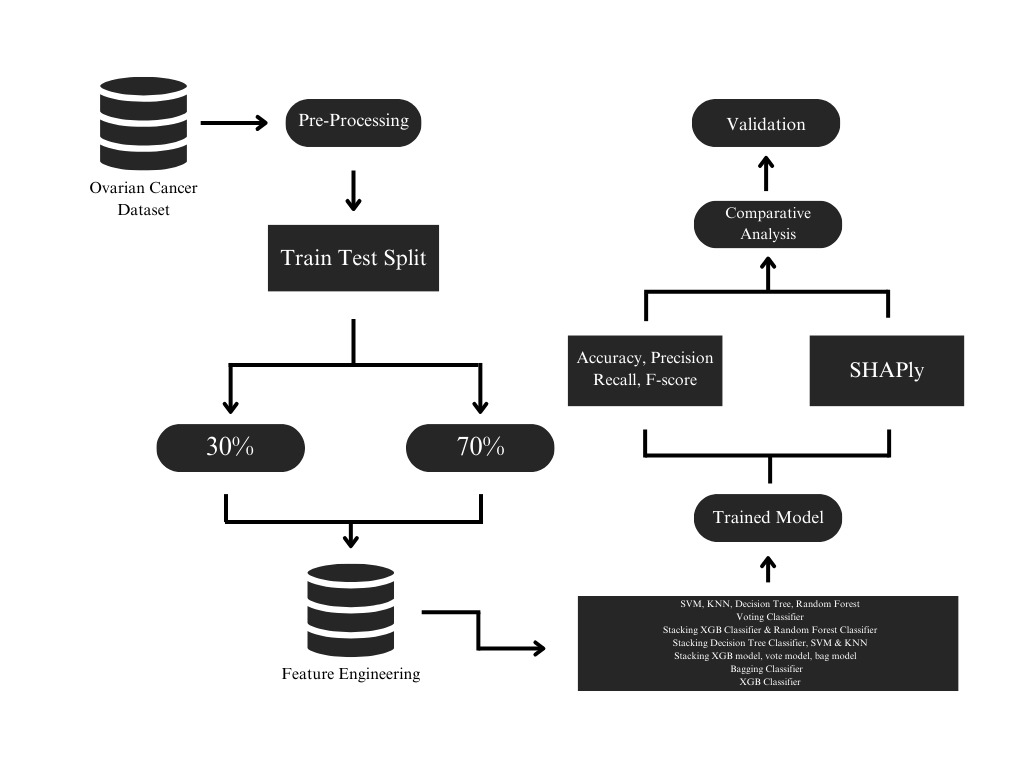 Ovarian Cancer
Dataset
Pre-Processing
Train Test Split
30%
70%
Feature Engineering
SVM, KNN, Decision Tree, Random Forest
Voting Classifier
Stacking XGB Classifier & Random Forest Classifier
Stacking Decision Tree Classifier, SVM & KNN
Stacking XGB model, vote model, bag model
Bagging Classifier
XGB Classifier
Trained Model
Accuracy, Precision
Recall, F-score
SHAPly
Comparative
Analysis
Validation